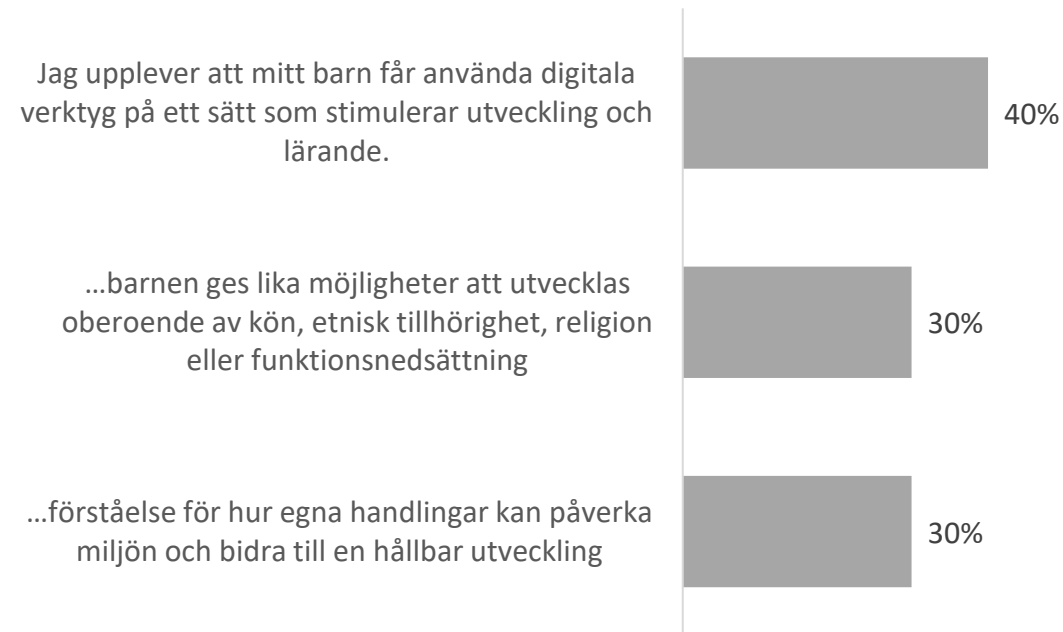 Jag upplever att mitt barn får använda digitala
verktyg på ett sätt som stimulerar utveckling och
lärande.
40%
…barnen ges lika möjligheter att utvecklas
oberoende av kön, etnisk tillhörighet, religion
eller funktionsnedsättning
30%
…förståelse för hur egna handlingar kan påverka
miljön och bidra till en hållbar utveckling
30%